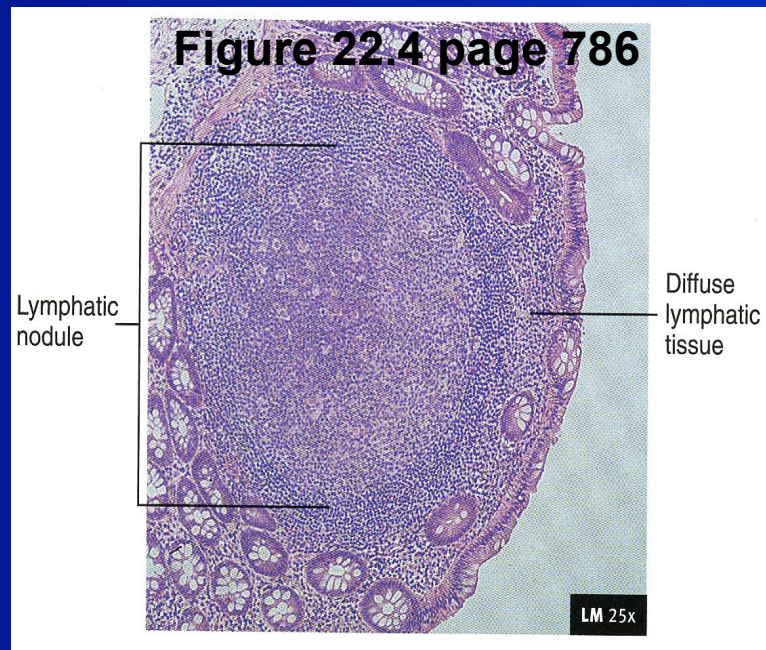 Figure 22.4 page 786
Lymphatic
nodule
Diffuse
lymphatic
tissue
LM 25x